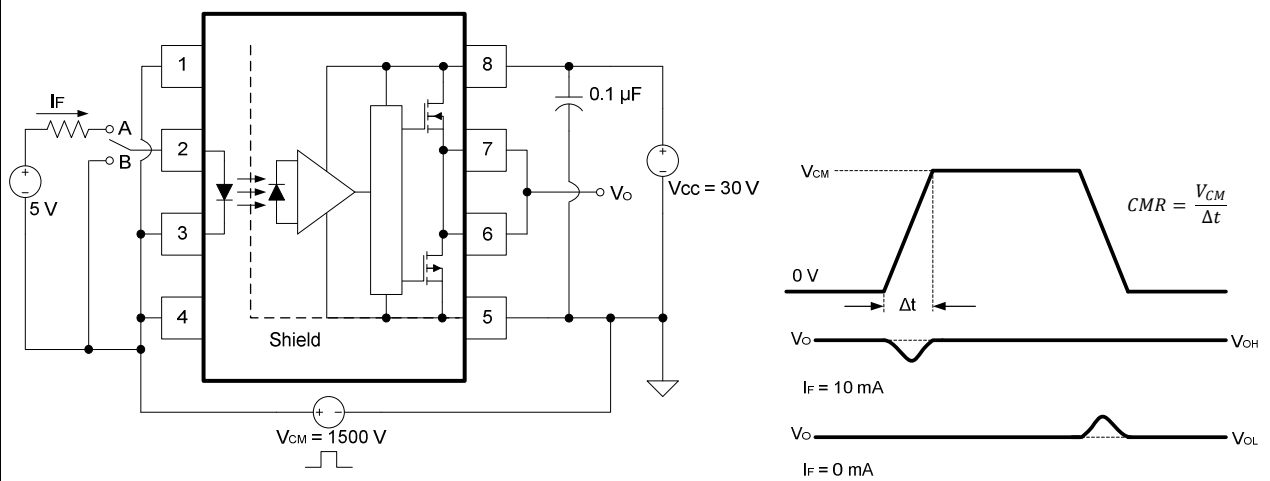 1
8
IF
0.1 µF
A
2
7
B
VCM
CMR = VCM / Δt
VO
VCC = 30 V
5 V
3
6
0 V
4
5
Δt
Shield
VO
VOH
IF = 10 mA
VCM = 1500 V
VO
VOL
IF = 0 mA